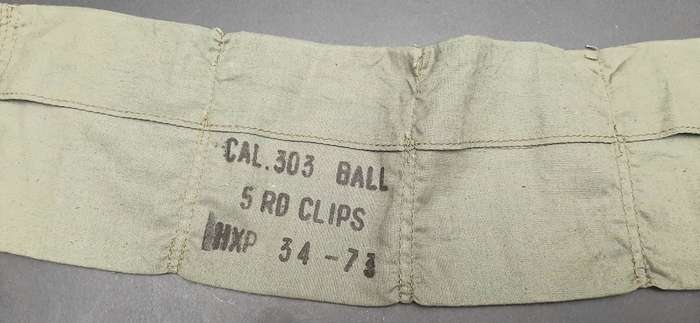 CAL.303 BALL
5 RD CLIPS
HXP 34-73